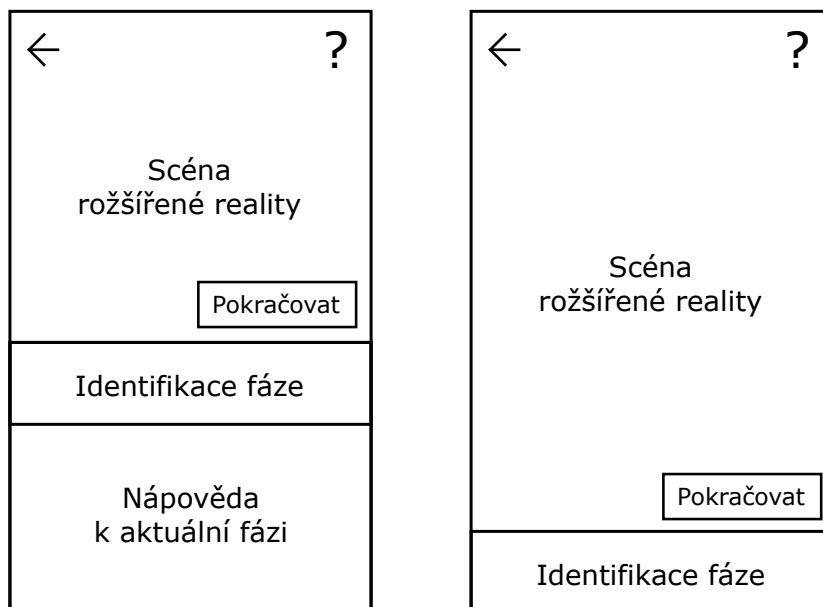 ?
Scéna
rožšířené reality
Pokračovat
Identifikace fáze
Nápověda
k aktuální fázi
?
Scéna
rožšířené reality
Pokračovat
Identifikace fáze